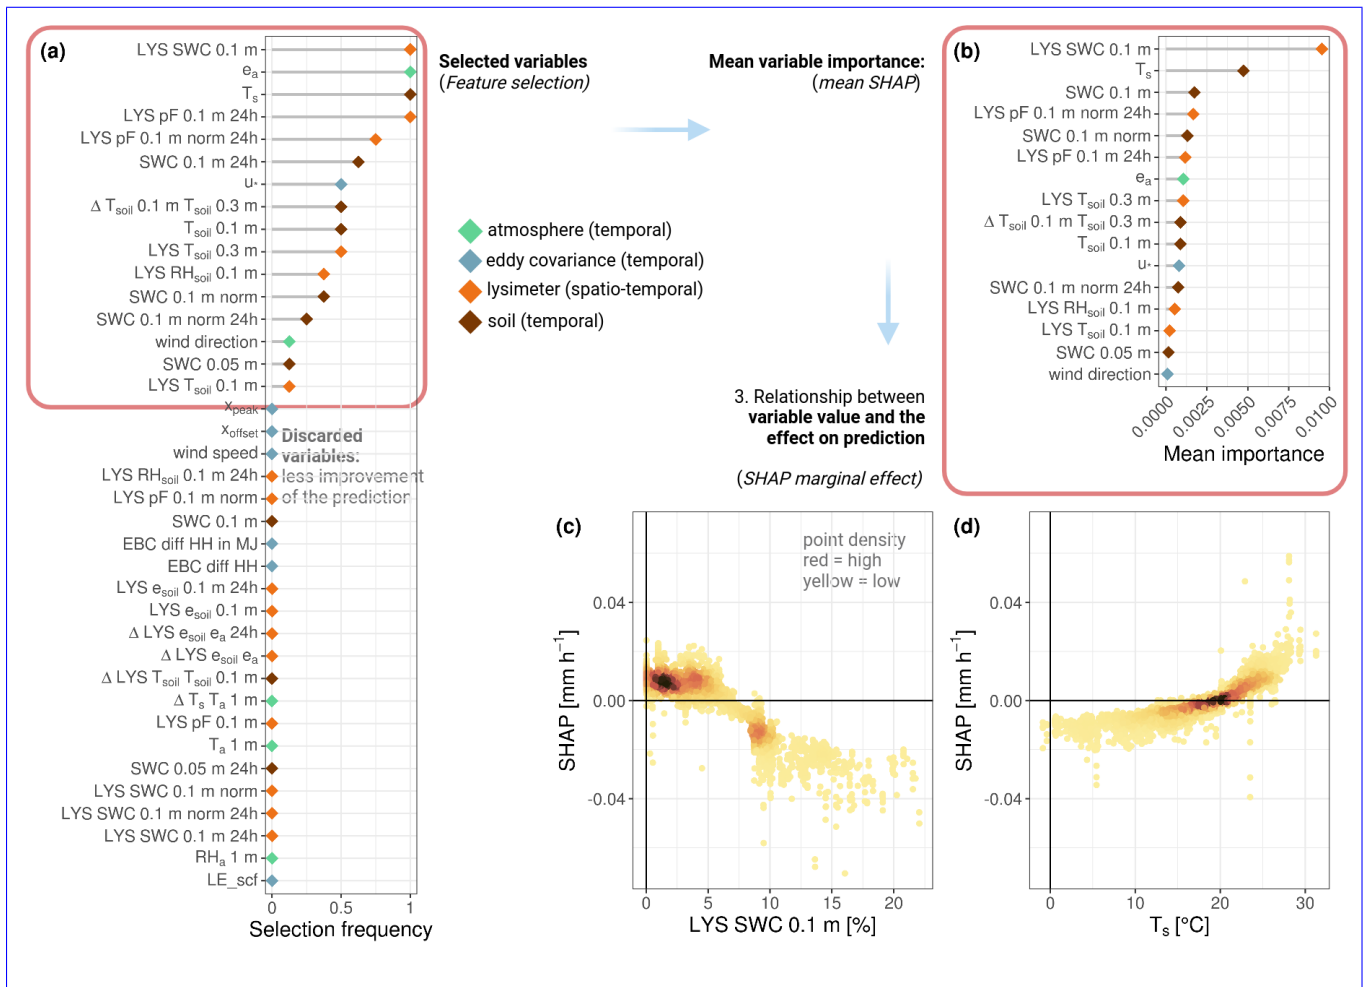 (a)
LYS SWC 0.1 m
ea
Ts
LYS pF 0.1 m 24h
LYS pF 0.1 m norm 24h
SWC 0.1 m 24h
u*
Δ Tsoil 0.1 m Tsoil 0.3 m
Tsoil 0.1 m
LYS Tsoil 0.3 m
LYS RHsoil 0.1 m
SWC 0.1 m norm
SWC 0.1 m norm 24h
wind direction
SWC 0.05 m
LYS Tsoil 0.1 m
xpeak
xoffset
wind speed
LYS RHsoil 0.1 m 24h
LYS pF 0.1 m norm
SWC 0.1 m
EBC diff HH in MJ
EBC diff HH
LYS esoil 0.1 m 24h
LYS esoil 0.1 m
Δ LYS esoil ea 24h
Δ LYS esoil ea
Δ LYS Tsoil Tsoil 0.1 m
Δ Ts Ta 1 m
LYS pF 0.1 m
Ta 1 m
SWC 0.05 m 24h
LYS SWC 0.1 m norm
LYS SWC 0.1 m norm 24h
LYS SWC 0.1 m 24h
RHa 1 m
LE_scf
0 0.5 1
Selection frequency
Discarded
variables:
less improvement
of the prediction
Selected variables
(Feature selection)
Mean variable importance:
(mean SHAP)
atmosphere (temporal)
eddy covariance (temporal)
lysimeter (spatio-temporal)
soil (temporal)
3. Relationship between
variable value and the
effect on prediction
(SHAP marginal effect)
(b)
LYS SWC 0.1 m
Ts
SWC 0.1 m
LYS pF 0.1 m norm 24h
SWC 0.1 m norm
LYS pF 0.1 m 24h
ea
LYS Tsoil 0.3 m
Δ Tsoil 0.1 m Tsoil 0.3 m
Tsoil 0.1 m
u*
SWC 0.1 m norm 24h
LYS RHsoil 0.1 m
LYS Tsoil 0.1 m
SWC 0.05 m
wind direction
0.0000 0.0025 0.0050 0.0075 0.0100
Mean importance
(c)
point density
red = high
yellow = low
0.04
0.00
-0.04
SHAP [mm h⁻¹]
0 5 10 15 20
LYS SWC 0.1 m [%]
(d)
0.04
0.00
-0.04
SHAP [mm h⁻¹]
0 10 20 30
Ts [°C]